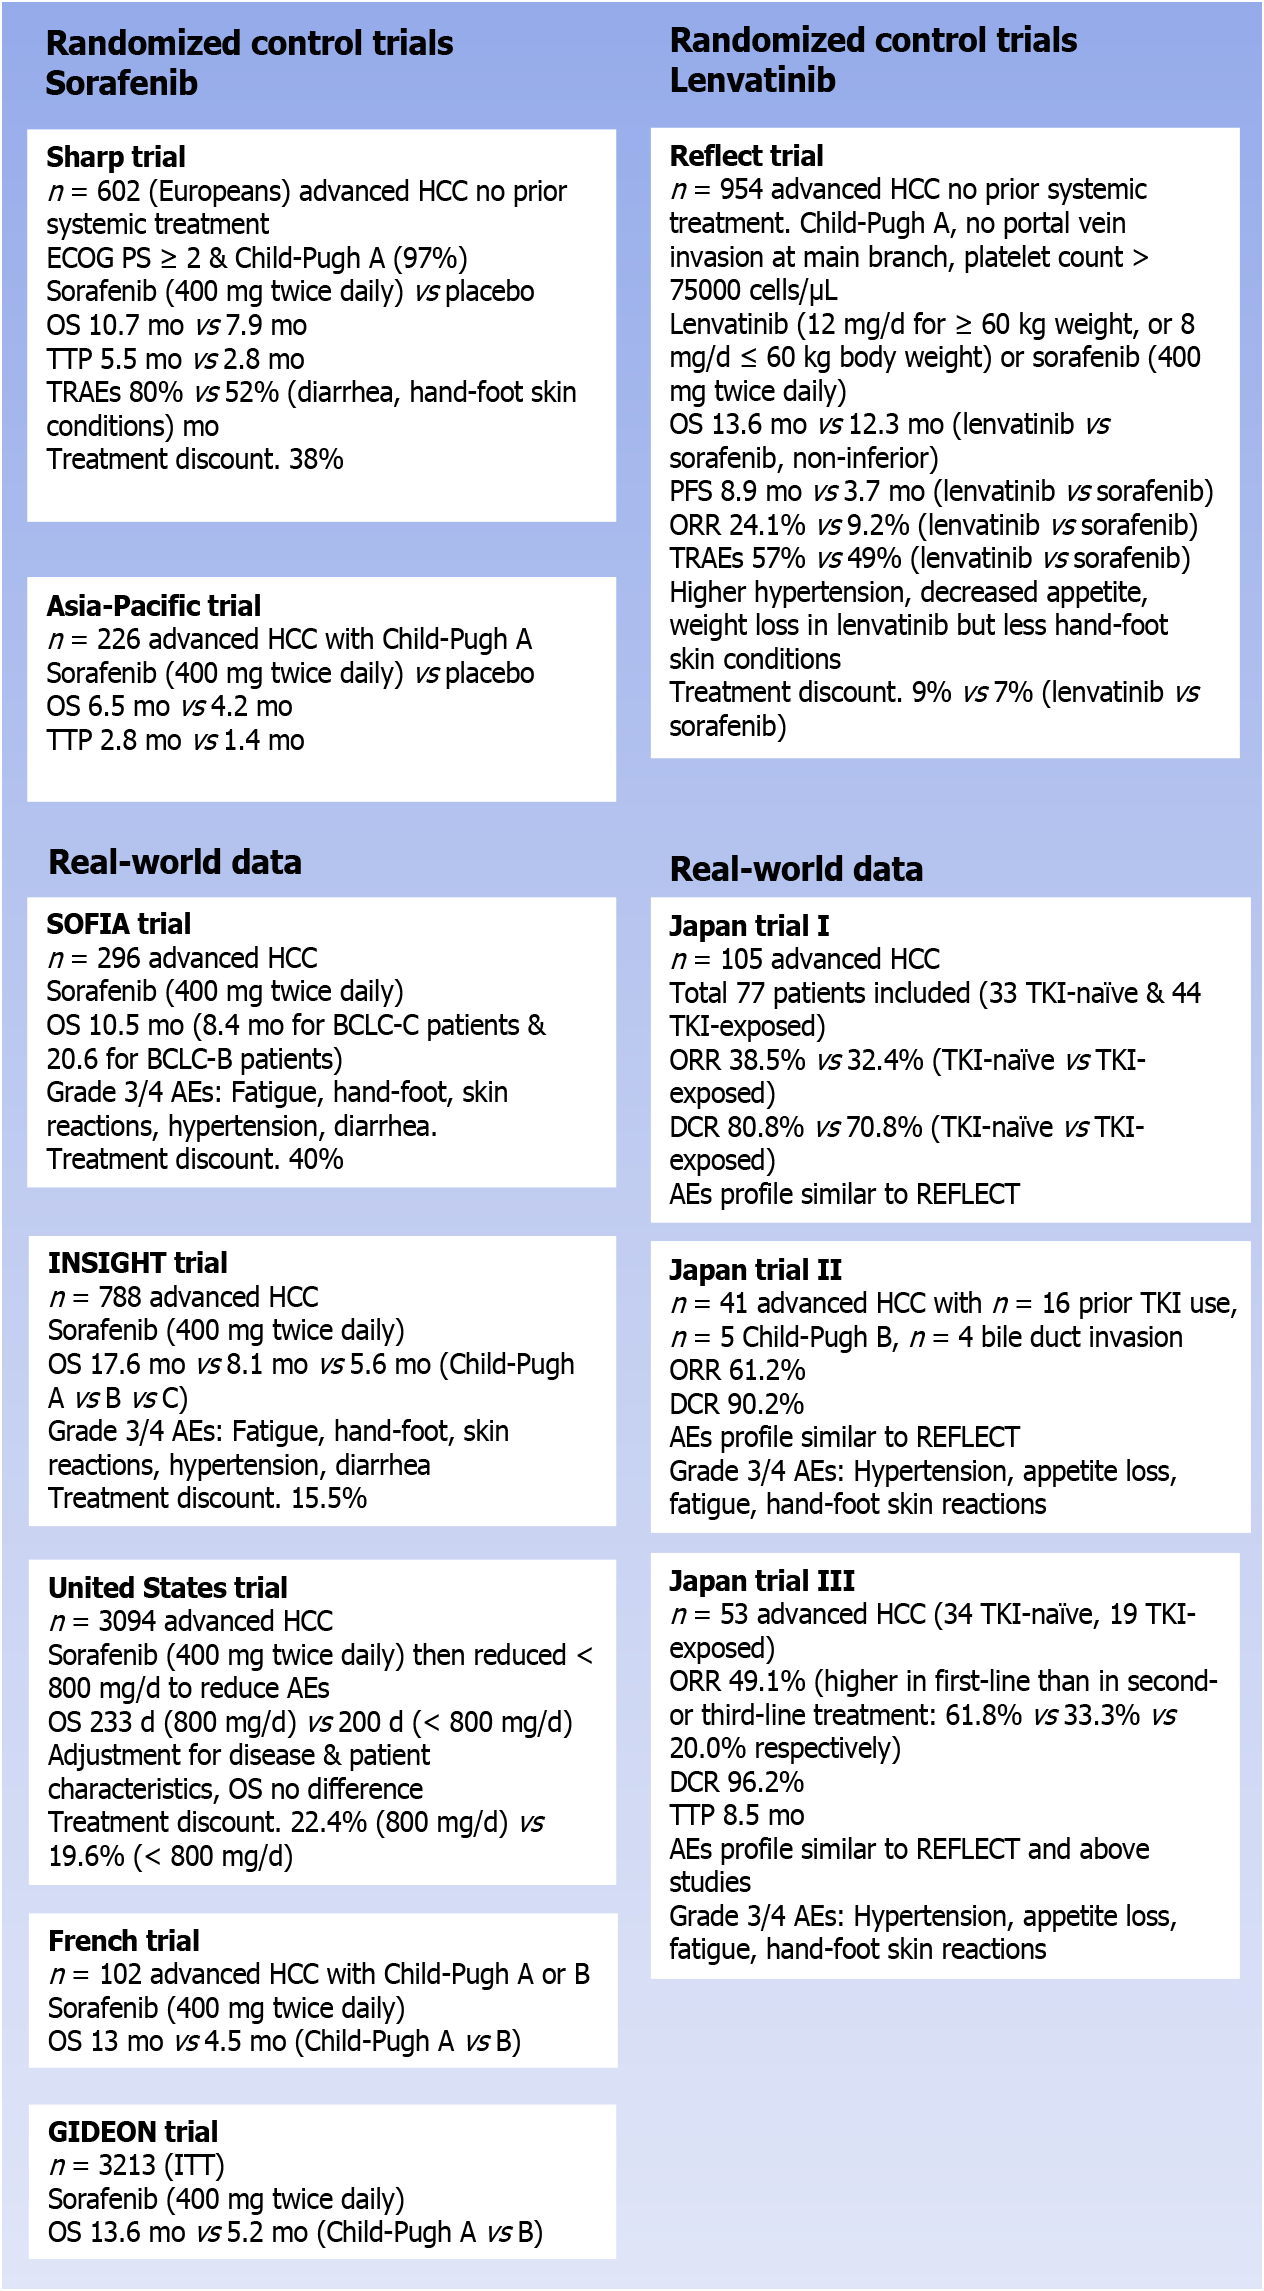 Randomized control trials
Sorafenib
Sharp trial
n = 602 (Europeans) advanced HCC no prior
systemic treatment
ECOG PS ≥ 2 & Child-Pugh A (97%)
Sorafenib (400 mg twice daily) vs placebo
OS 10.7 mo vs 7.9 mo
TTP 5.5 mo vs 2.8 mo
TRAEs 80% vs 52% (diarrhea, hand-foot skin
conditions) mo
Treatment discount. 38%
Asia-Pacific trial
n = 226 advanced HCC with Child-Pugh A
Sorafenib (400 mg twice daily) vs placebo
OS 6.5 mo vs 4.2 mo
TTP 2.8 mo vs 1.4 mo
Real-world data
SOFIA trial
n = 296 advanced HCC
Sorafenib (400 mg twice daily)
OS 10.5 mo (8.4 mo for BCLC-C patients &
20.6 for BCLC-B patients)
Grade 3/4 AEs: Fatigue, hand-foot, skin
reactions, hypertension, diarrhea.
Treatment discount. 40%
INSIGHT trial
n = 788 advanced HCC
Sorafenib (400 mg twice daily)
OS 17.6 mo vs 8.1 mo vs 5.6 mo (Child-Pugh
A vs B vs C)
Grade 3/4 AEs: Fatigue, hand-foot, skin
reactions, hypertension, diarrhea
Treatment discount. 15.5%
United States trial
n = 3094 advanced HCC
Sorafenib (400 mg twice daily) then reduced <
800 mg/d to reduce AEs
OS 233 d (800 mg/d) vs 200 d (< 800 mg/d)
Adjustment for disease & patient
characteristics, OS no difference
Treatment discount. 22.4% (800 mg/d) vs
19.6% (< 800 mg/d)
French trial
n = 102 advanced HCC with Child-Pugh A or B
Sorafenib (400 mg twice daily)
OS 13 mo vs 4.5 mo (Child-Pugh A vs B)
GIDEON trial
n = 3213 (ITT)
Sorafenib (400 mg twice daily)
OS 13.6 mo vs 5.2 mo (Child-Pugh A vs B)
Randomized control trials
Lenvatinib
Reflect trial
n = 954 advanced HCC no prior systemic
treatment. Child-Pugh A, no portal vein
invasion at main branch, platelet count >
75000 cells/μL
Lenvatinib (12 mg/d for ≥ 60 kg weight, or 8
mg/d ≤ 60 kg body weight) or sorafenib (400
mg twice daily)
OS 13.6 mo vs 12.3 mo (lenvatinib vs
sorafenib, non-inferior)
PFS 8.9 mo vs 3.7 mo (lenvatinib vs sorafenib)
ORR 24.1% vs 9.2% (lenvatinib vs sorafenib)
TRAEs 57% vs 49% (lenvatinib vs sorafenib)
Higher hypertension, decreased appetite,
weight loss in lenvatinib but less hand-foot
skin conditions
Treatment discount. 9% vs 7% (lenvatinib vs
sorafenib)
Real-world data
Japan trial I
n = 105 advanced HCC
Total 77 patients included (33 TKI-naïve & 44
TKI-exposed)
ORR 38.5% vs 32.4% (TKI-naïve vs TKI-
exposed)
DCR 80.8% vs 70.8% (TKI-naïve vs TKI-
exposed)
AEs profile similar to REFLECT
Japan trial II
n = 41 advanced HCC with n = 16 prior TKI use,
n = 5 Child-Pugh B, n = 4 bile duct invasion
ORR 61.2%
DCR 90.2%
AEs profile similar to REFLECT
Grade 3/4 AEs: Hypertension, appetite loss,
fatigue, hand-foot skin reactions
Japan trial III
n = 53 advanced HCC (34 TKI-naïve, 19 TKI-
exposed)
ORR 49.1% (higher in first-line than in second-
or third-line treatment: 61.8% vs 33.3% vs
20.0% respectively)
DCR 96.2%
TTP 8.5 mo
AEs profile similar to REFLECT and above
studies
Grade 3/4 AEs: Hypertension, appetite loss,
fatigue, hand-foot skin reactions